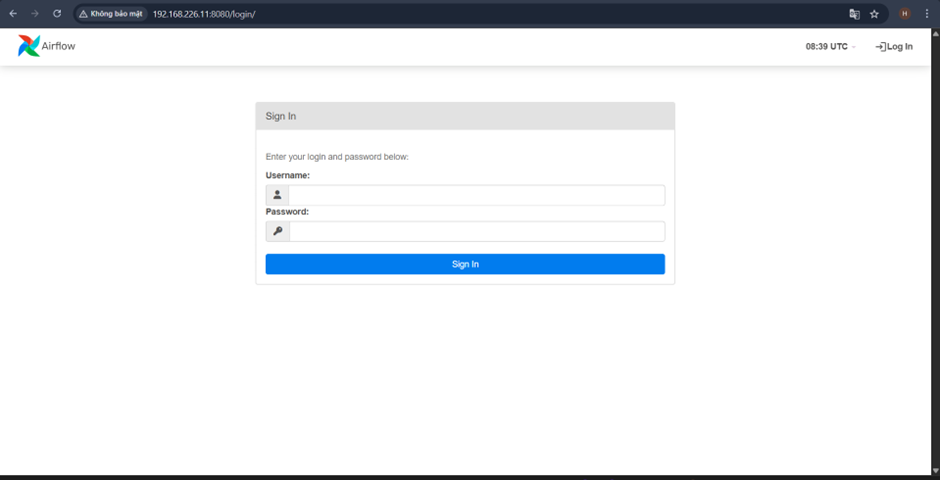 Không bảo mật 192.168.226.11:8080/login/ H
Airflow 08:39 UTC Log In
Sign In
Enter your login and password below:
Username:
Password:
Sign In